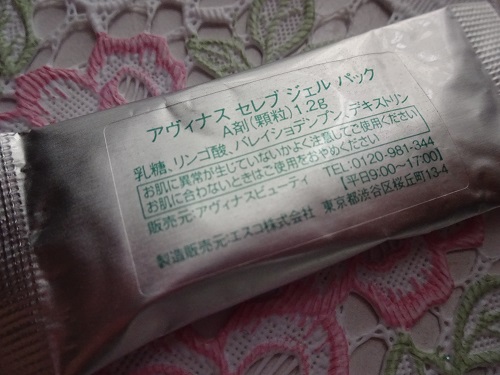 アヴィナス セレブ ジェル パック
A剤(顆粒)1.2g
乳糖、リンゴ酸、バレイショデンプン、デキストリン
お肌に異常が生じていないかよく注意してご使用ください
お肌に合わないときはご使用をおやめください
販売元:アヴィナスビューティ TEL:0120-981-344
【平日9:00~17:00】
製造販売元:エスコ株式会社 東京都渋谷区桜丘町13-4